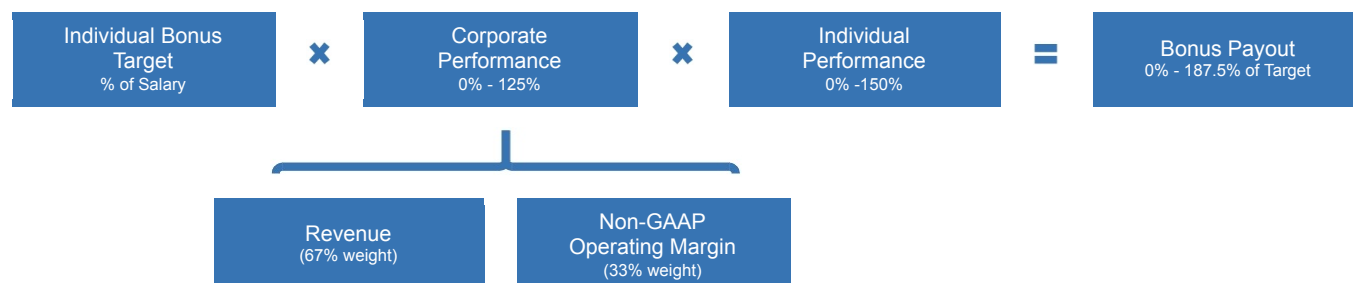 Individual Bonus
Target
% of Salary
Corporate
Performance
0% - 125%
Individual
Performance
0% -150%
Bonus Payout
0% - 187.5% of Target
Revenue
(67% weight)
Non-GAAP
Operating Margin
(33% weight)